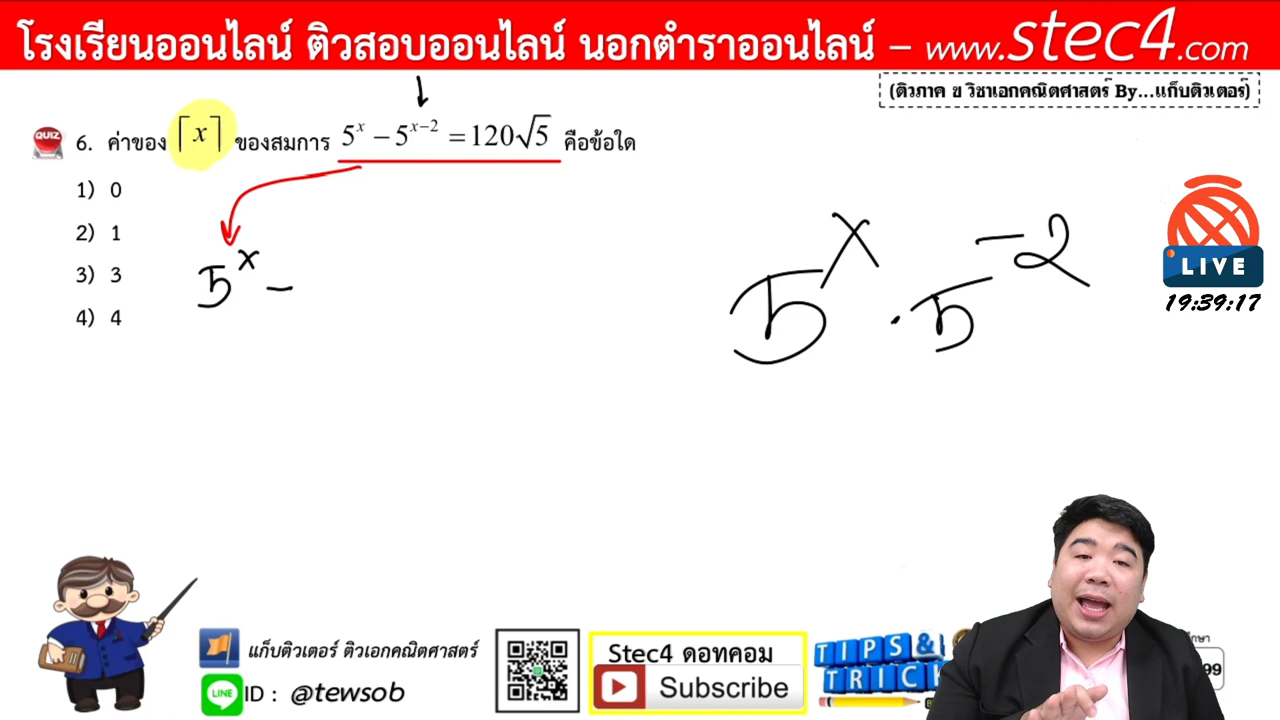 โรงเรียนออนไลน์ ติวสอบออนไลน์ นอกตำราออนไลน์ – www.stec4.com
(ติวภาค ข วิชาเอกคณิตศาสตร์ By...แก็บติวเตอร์)
QUIZ 6. ค่าของ ⌈x⌉ ของสมการ 5^x − 5^{x−2} = 120√5 คือข้อใด
1) 0
2) 1
3) 3
4) 4
5^x −
5^x · 5^{−2}
LIVE
19:39:17
แก็บติวเตอร์ ติวเอกคณิตศาสตร์
LINE ID : @tewsob
Stec4 ดอทคอม
Subscribe
TIPS &
TRICK
99